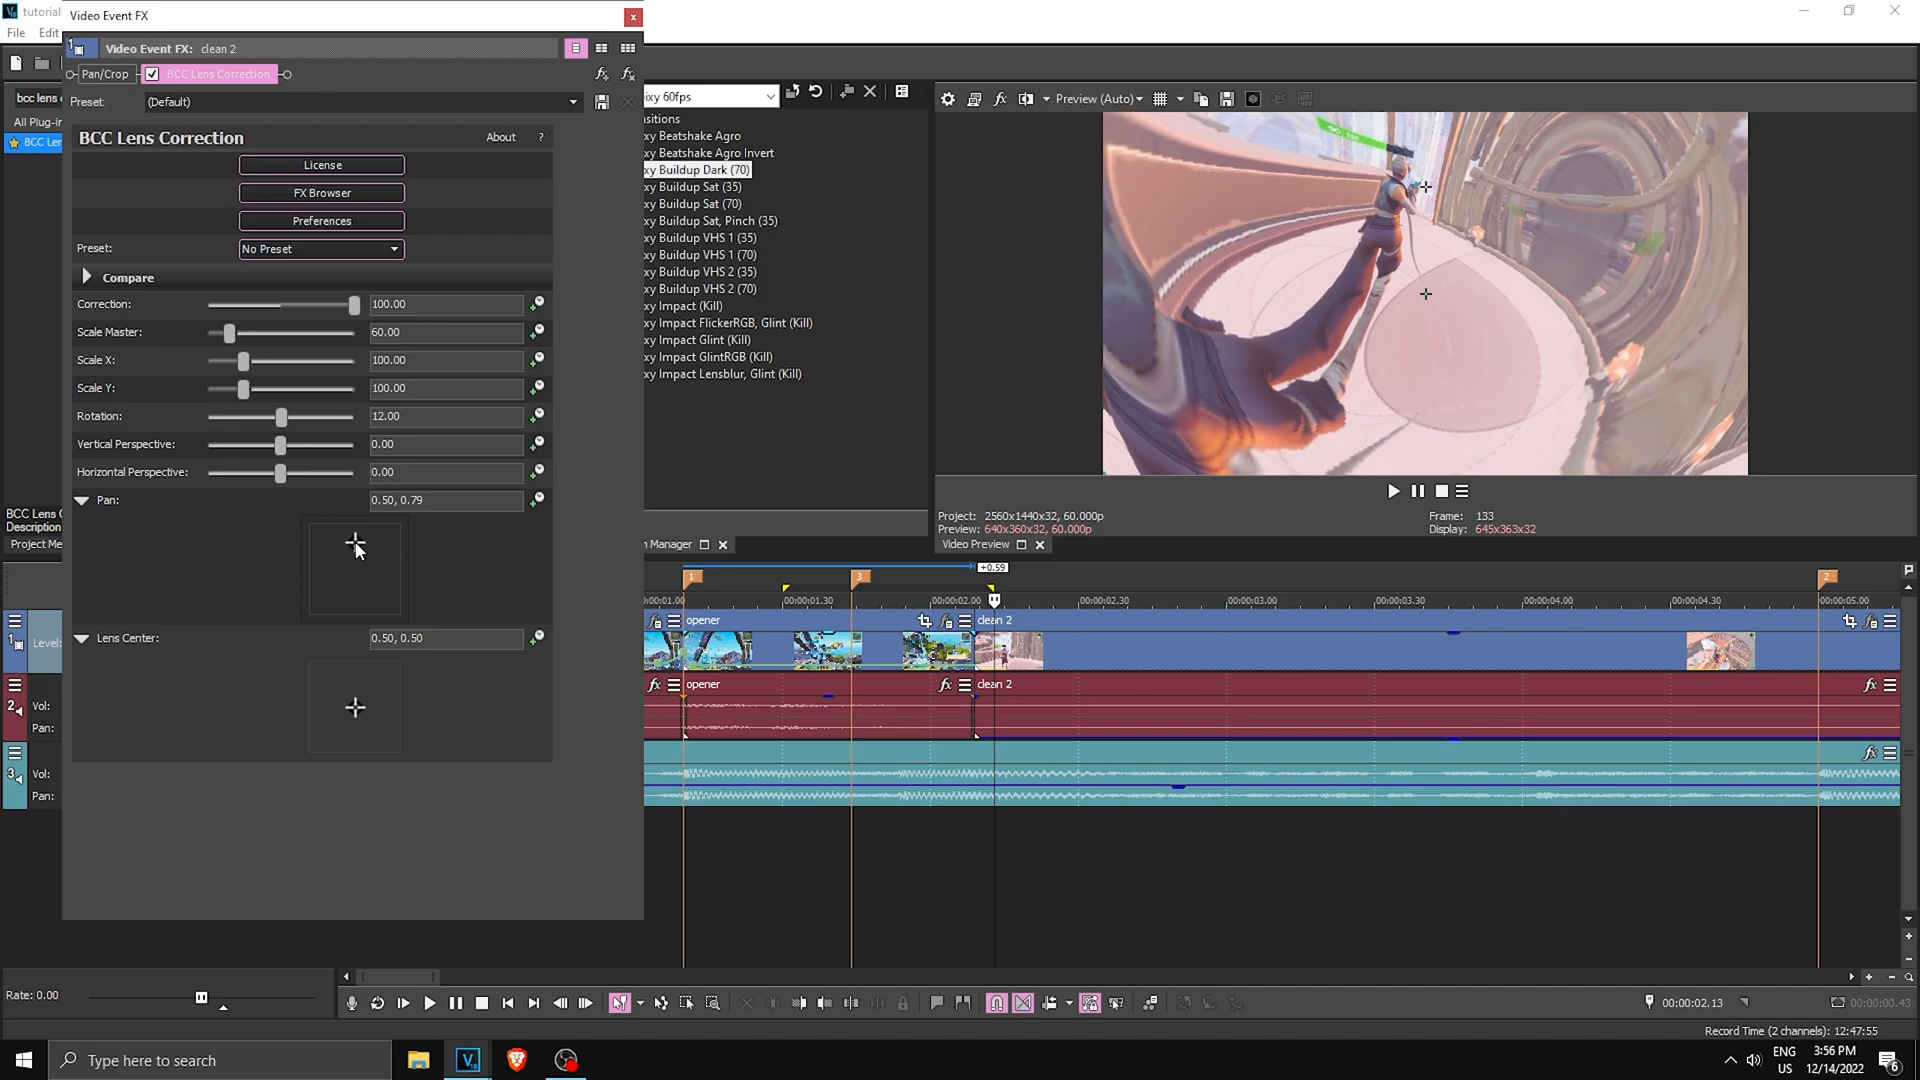 tutorial
Video Event FX
File Edit
Video Event FX: clean 2
Pan/Crop BCC Lens Correction
Preset: (Default)
bcc lens
All Plug-in
BCC Ler
BCC Lens Correction About ?
License
FX Browser
Preferences
Preset: No Preset
Compare
Correction: 100.00
Scale Master: 60.00
Scale X: 100.00
Scale Y: 100.00
Rotation: 12.00
Vertical Perspective: 0.00
Horizontal Perspective: 0.00
Pan: 0.50, 0.79
Lens Center: 0.50, 0.50
BCC Lens C
Description
Project Me
ixy 60fps
nsitions
xy Beatshake Agro
xy Beatshake Agro Invert
xy Buildup Dark (70)
xy Buildup Sat (35)
xy Buildup Sat (70)
xy Buildup Sat, Pinch (35)
xy Buildup VHS 1 (35)
xy Buildup VHS 1 (70)
xy Buildup VHS 2 (35)
xy Buildup VHS 2 (70)
xy Impact (Kill)
xy Impact FlickerRGB, Glint (Kill)
xy Impact Glint (Kill)
xy Impact GlintRGB (Kill)
xy Impact Lensblur, Glint (Kill)
Preview (Auto)
Project: 2560x1440x32, 60.000p
Preview: 640x360x32, 60.000p
Frame: 133
Display: 645x363x32
n Manager
Video Preview
+0.59
1 3 2
00:00:01.00 00:00:01.30 00:00:02.00 00:00:02.30 00:00:03.00 00:00:03.30 00:00:04.00 00:00:04.30 00:00:05.00
1 Level:
opener clean 2
2 Vol:
Pan:
opener clean 2
3 Vol:
Pan:
Rate: 0.00
00:00:02.13 00:00:00.43
Record Time (2 channels): 12:47:55
Type here to search
ENG
US
3:56 PM
12/14/2022
6